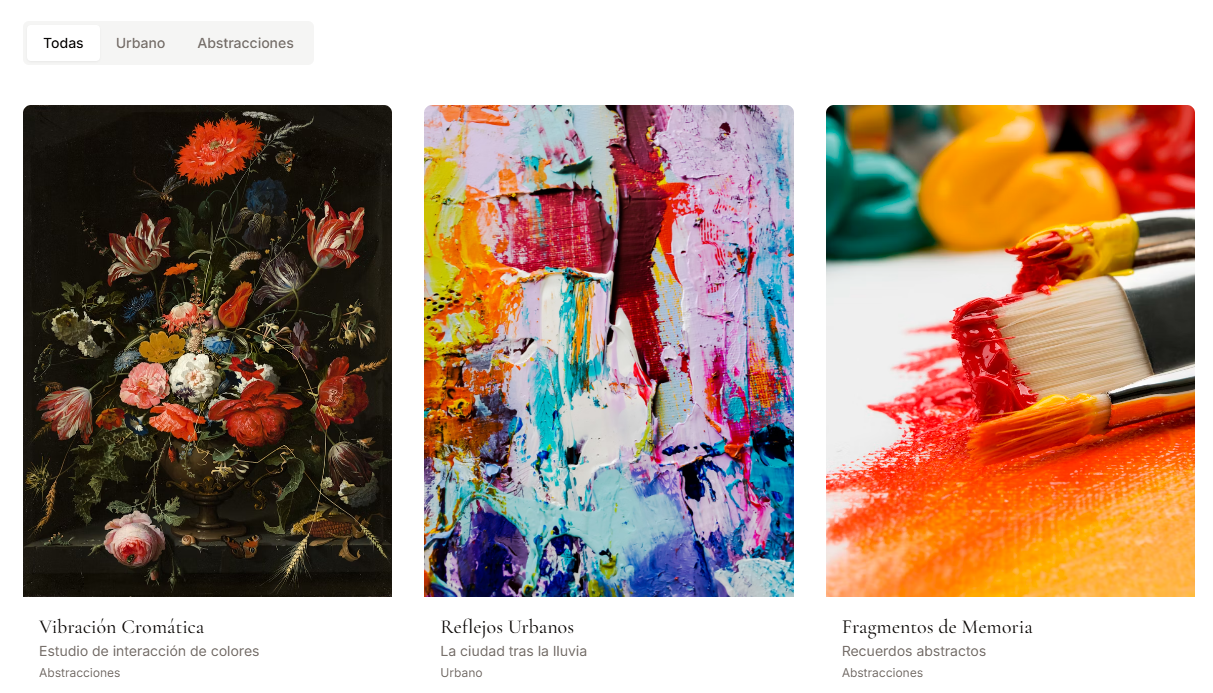 Todas Urbano Abstracciones
Vibración Cromática
Estudio de interacción de colores
Abstracciones
Reflejos Urbanos
La ciudad tras la lluvia
Urbano
Fragmentos de Memoria
Recuerdos abstractos
Abstracciones